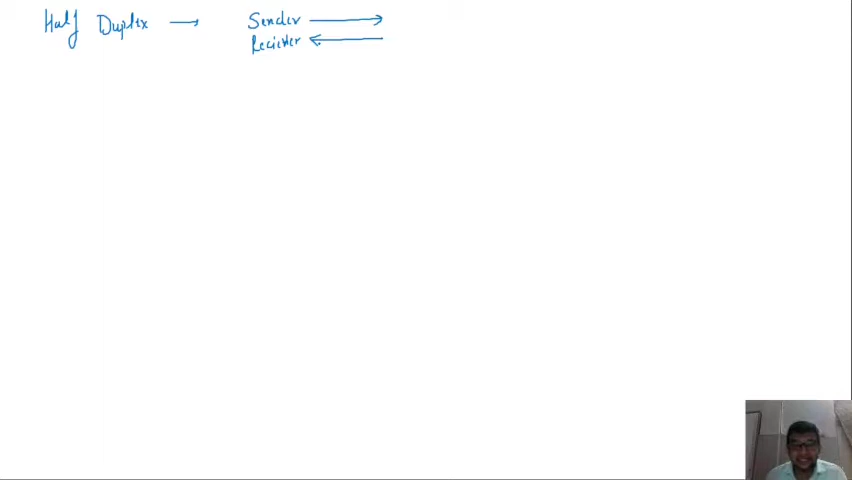 Half Duplex → Sender →
Reciever ←